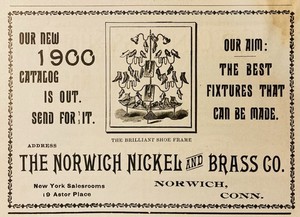 OUR NEW
1900
CATALOG
IS OUT.
SEND FOR IT.
THE BRILLIANT SHOE FRAME
OUR AIM:
THE BEST
FIXTURES THAT
CAN BE MADE.
ADDRESS
THE NORWICH NICKEL AND BRASS CO.
New York Salesrooms
19 Astor Place
NORWICH,
CONN.